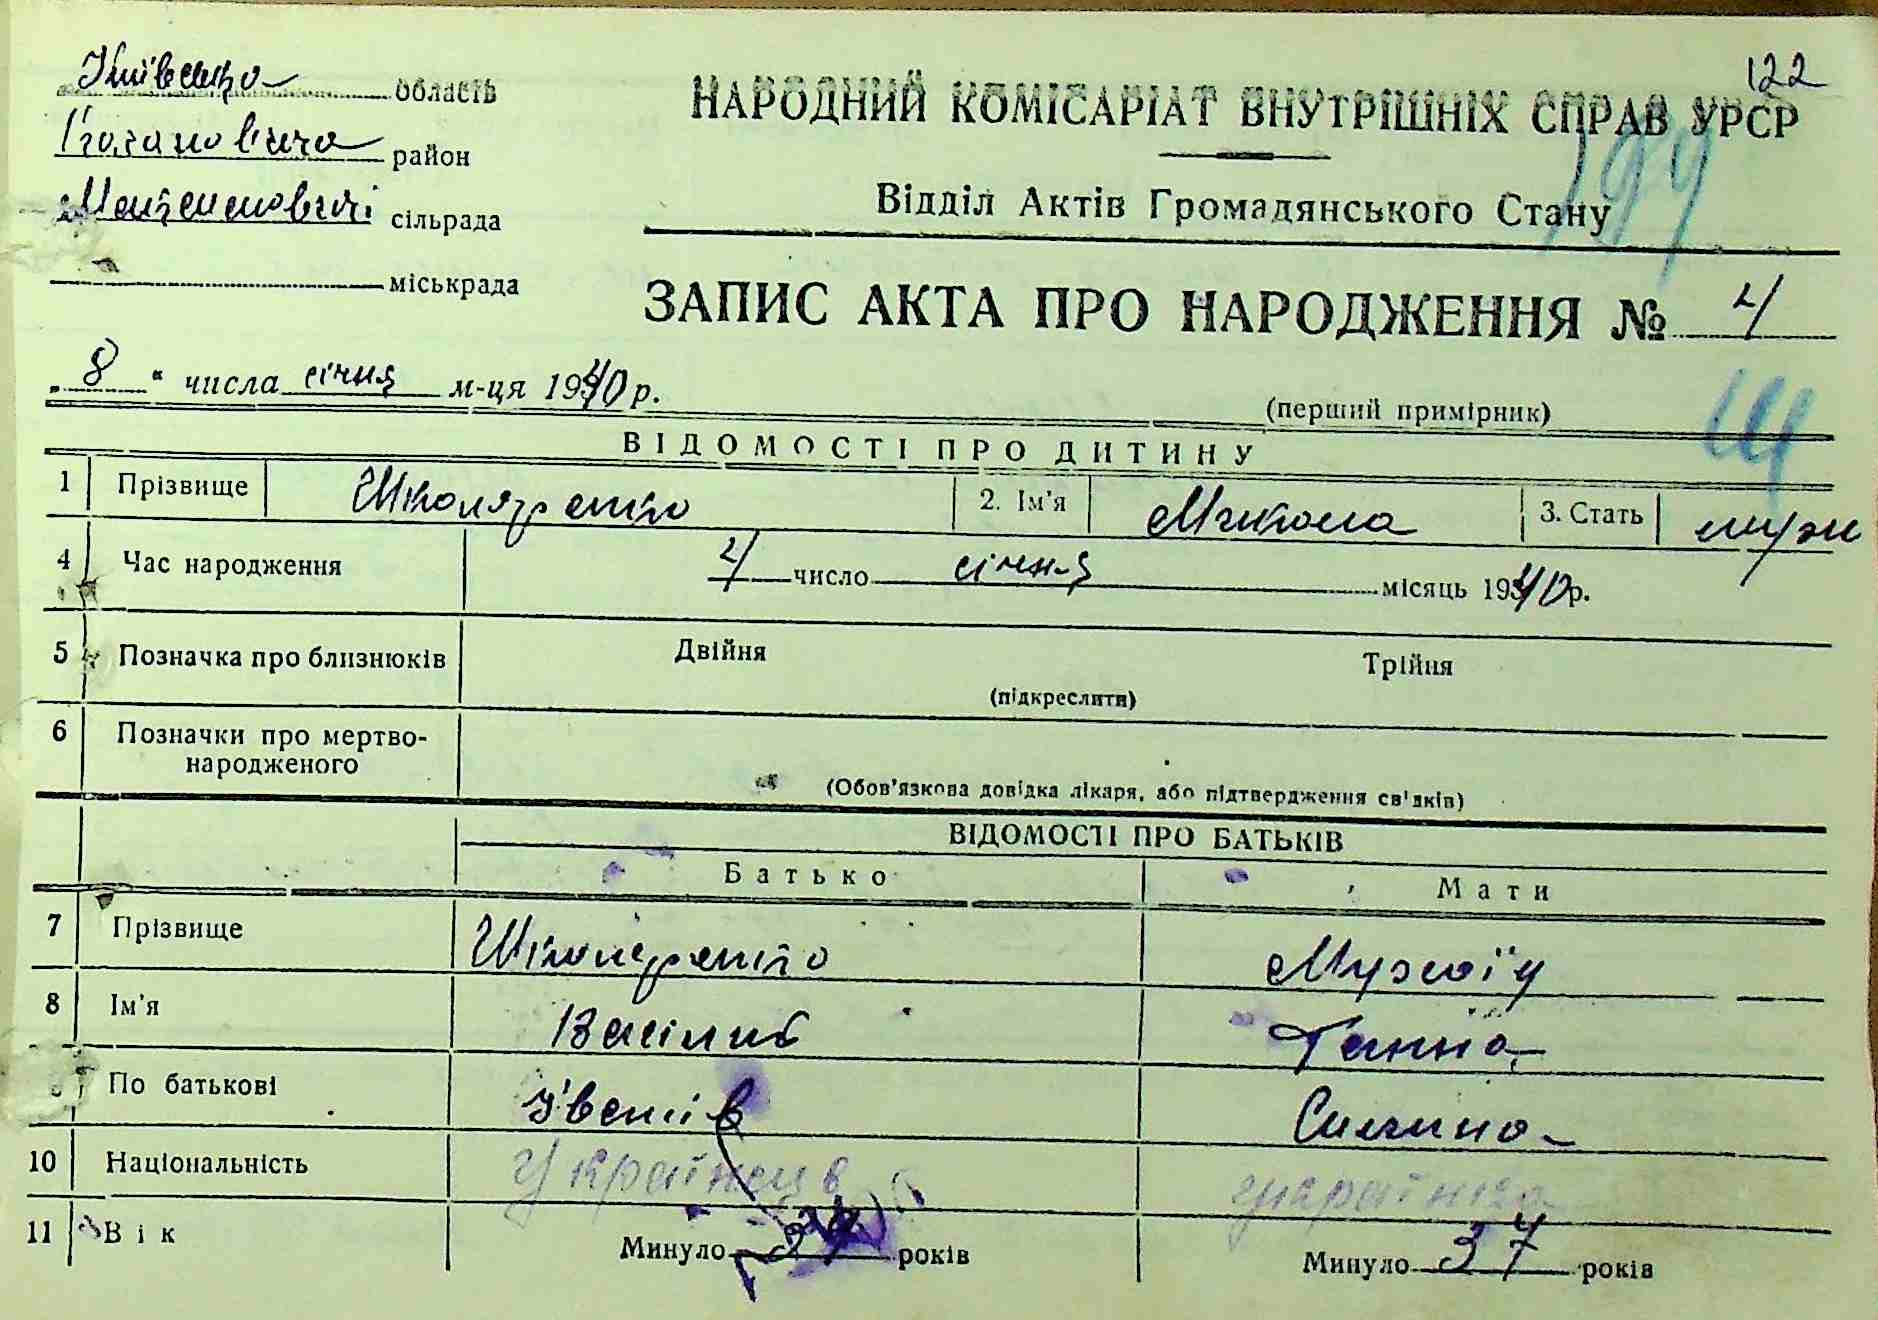 122
Київська область
НАРОДНИЙ КОМІСАРІАТ ВНУТРІШНІХ СПРАВ УРСР
Кагановича район
199
Відділ Актів Громадянського Стану
сільрада
міськрада
ЗАПИС АКТА ПРО НАРОДЖЕННЯ № 4
„ 8 “ числа січня м-ця 1940 р.
(перший примірник)
Ш
ВІДОМОСТІ ПРО ДИТИНУ
1 Прізвище Школяренко 2. Ім'я Микола 3. Стать муж
4 Час народження 4 число січня місяць 1940 р.
5 Позначка про близнюків Двійня Трійня
(підкреслити)
6 Позначки про мертво-
народженого
(Обов'язкова довідка лікаря, або підтвердження свідків)
ВІДОМОСТІ ПРО БАТЬКІВ
Батько Мати
7 Прізвище Школяренко
8 Ім'я Василий Ганна
По батькові
10 Національність Українець українка
11 Вік Минуло років Минуло 37 років